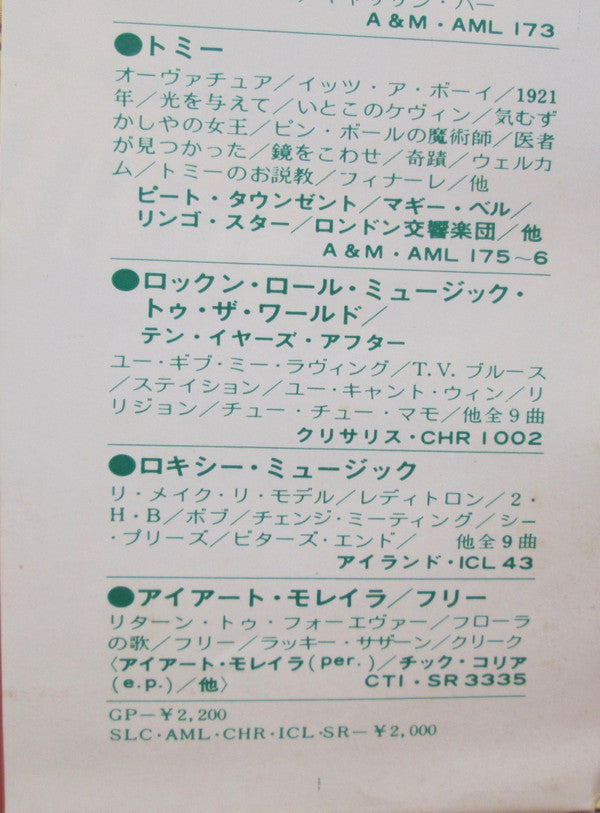 A&M・AML 173
●トミー
オーヴァチュア／イッツ・ア・ボーイ／1921
年／光を与えて／いとこのケヴィン／気むず
かしやの女王／ピン・ボールの魔術師／医者
が見つかった／鏡をこわせ／奇蹟／ウェルカ
ム／トミーのお説教／フィナーレ／他
ピート・タウンゼント／マギー・ベル／
リンゴ・スター／ロンドン交響楽団／他
A&M・AML 175〜6
●ロックン・ロール・ミュージック・
トゥ・ザ・ワールド／
テン・イヤーズ・アフター
ユー・ギブ・ミー・ラヴィング／T.V. ブルース
／ステイション／ユー・キャント・ウィン／リ
リジョン／チュー・チュー・マモ／他全9曲
クリサリス・CHR 1002
●ロキシー・ミュージック
リ・メイク・リ・モデル／レディトロン／2・
H・B／ボブ／チェンジ・ミーティング／シー
・ブリーズ／ビターズ・エンド／ 他全9曲
アイランド・ICL 43
●アイアート・モレイラ／フリー
リターン・トゥ・フォーエヴァー／フローラ
の歌／フリー／ラッキー・サザーン／クリーク
〈アイアート・モレイラ(per.)／チック・コリア
(e.p.)／他〉 CTI・SR3335
GP−¥2,200
SLC・AML・CHR・ICL・SR−¥2,000